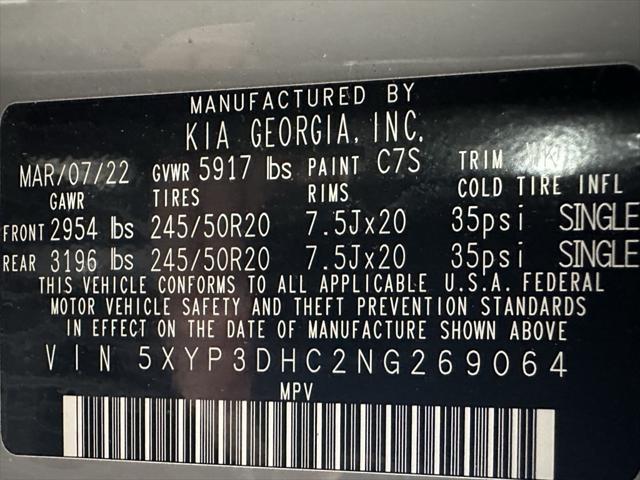 MANUFACTURED BY
KIA GEORGIA, INC.
MAR/07/22 GVWR 5917 lbs PAINT C7S TRIM
GAWR TIRES RIMS COLD TIRE INFL
FRONT 2954 lbs 245/50R20 7.5Jx20 35psi SINGLE
REAR 3196 lbs 245/50R20 7.5Jx20 35psi SINGLE
THIS VEHICLE CONFORMS TO ALL APPLICABLE U.S.A. FEDERAL
MOTOR VEHICLE SAFETY AND THEFT PREVENTION STANDARDS
IN EFFECT ON THE DATE OF MANUFACTURE SHOWN ABOVE
VIN 5XYP3DHC2NG269064
MPV